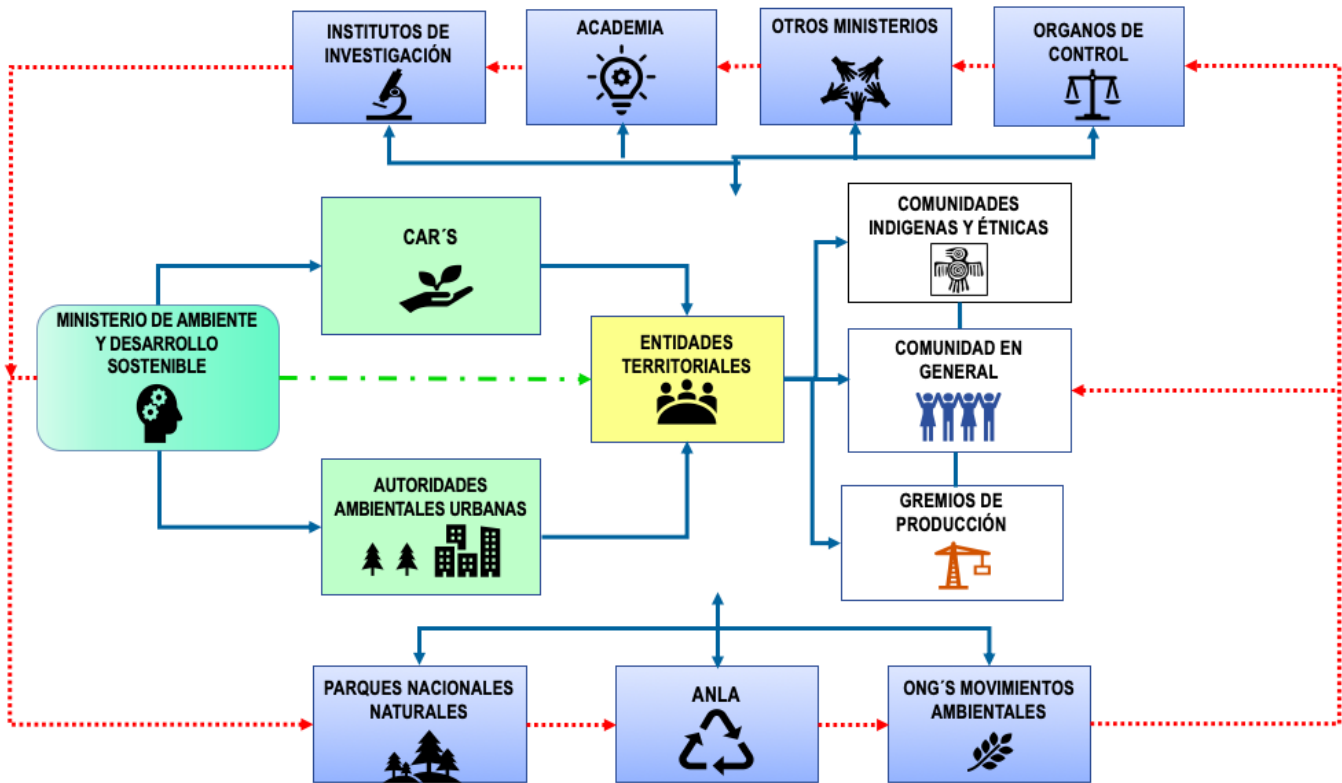 INSTITUTOS DE
INVESTIGACIÓN
ACADEMIA
OTROS MINISTERIOS
ORGANOS DE
CONTROL
CAR´S
COMUNIDADES
INDIGENAS Y ÉTNICAS
MINISTERIO DE AMBIENTE
Y DESARROLLO
SOSTENIBLE
ENTIDADES
TERRITORIALES
COMUNIDAD EN
GENERAL
AUTORIDADES
AMBIENTALES URBANAS
GREMIOS DE
PRODUCCIÓN
PARQUES NACIONALES
NATURALES
ANLA
ONG´S MOVIMIENTOS
AMBIENTALES